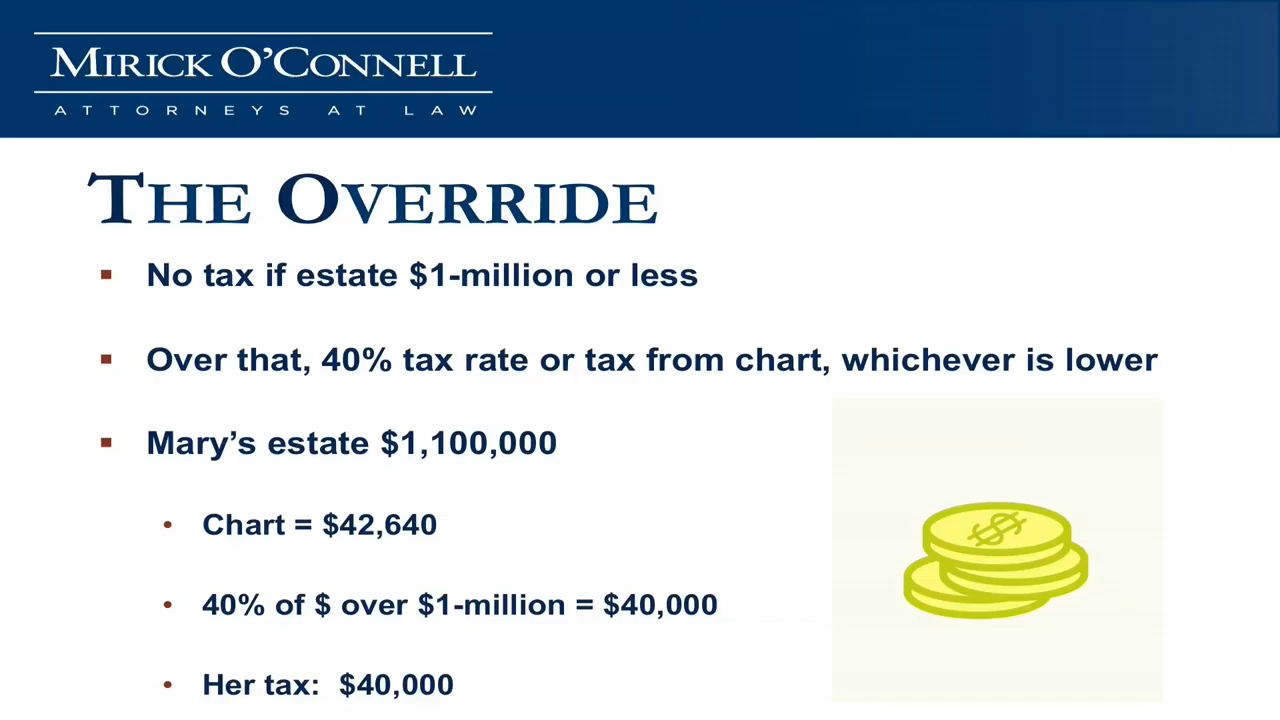 MIRICK O'CONNELL
ATTORNEYS AT LAW
THE OVERRIDE
▪ No tax if estate $1-million or less
▪ Over that, 40% tax rate or tax from chart, whichever is lower
▪ Mary’s estate $1,100,000
• Chart = $42,640
• 40% of $ over $1-million = $40,000
• Her tax: $40,000
$